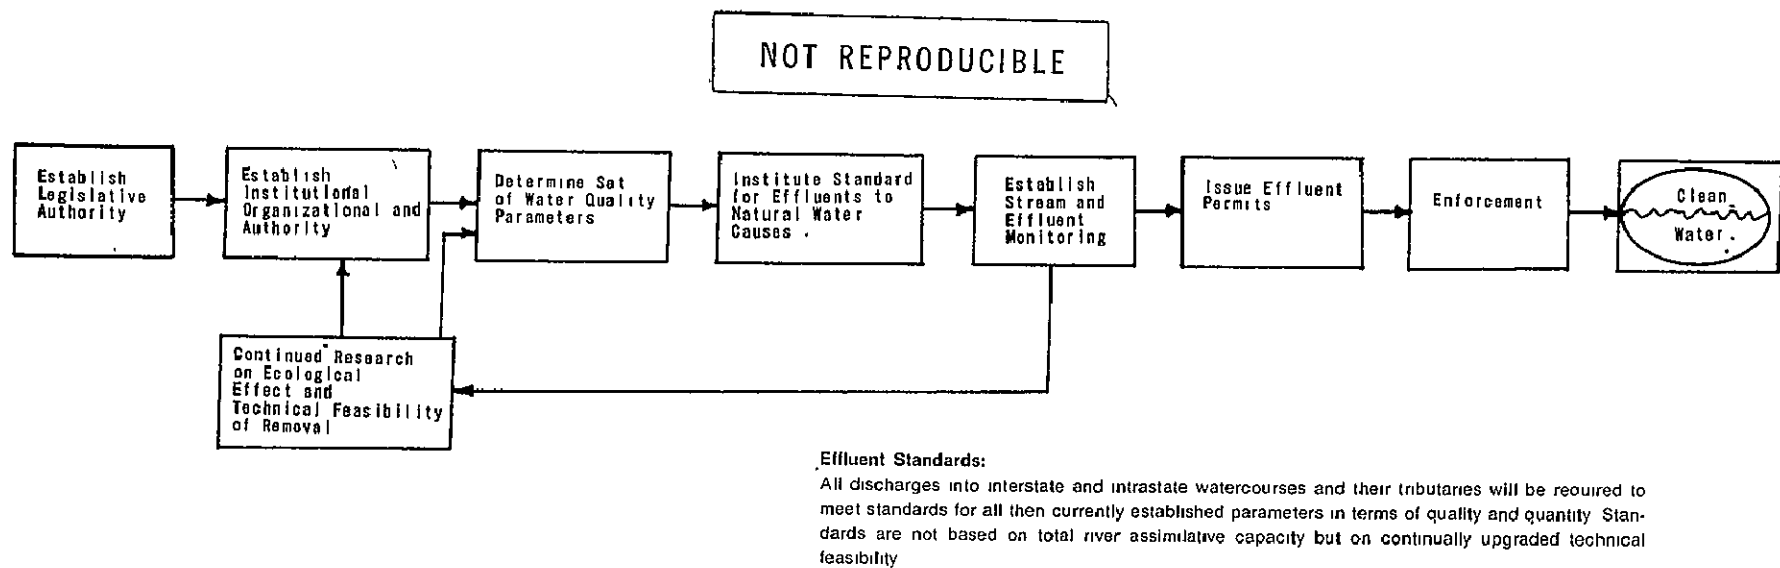 NOT REPRODUCIBLE
Establish
Legislative
Authority
Establish
Institutional
Organizational and
Authority
Determine Set
of Water Quality
Parameters
Institute Standard
for Effluents to
Natural Water
Causes .
Establish
Stream and
Effluent
Monitoring
Issue Effluent
Permits
Enforcement
Clean
Water.
Continued Research
on Ecological
Effect and
Technical Feasibility
of Removal
Effluent Standards:
All discharges into interstate and intrastate watercourses and their tributaries will be required to
meet standards for all then currently established parameters in terms of quality and quantity Stan-
dards are not based on total river assimilative capacity but on continually upgraded technical
feasibility